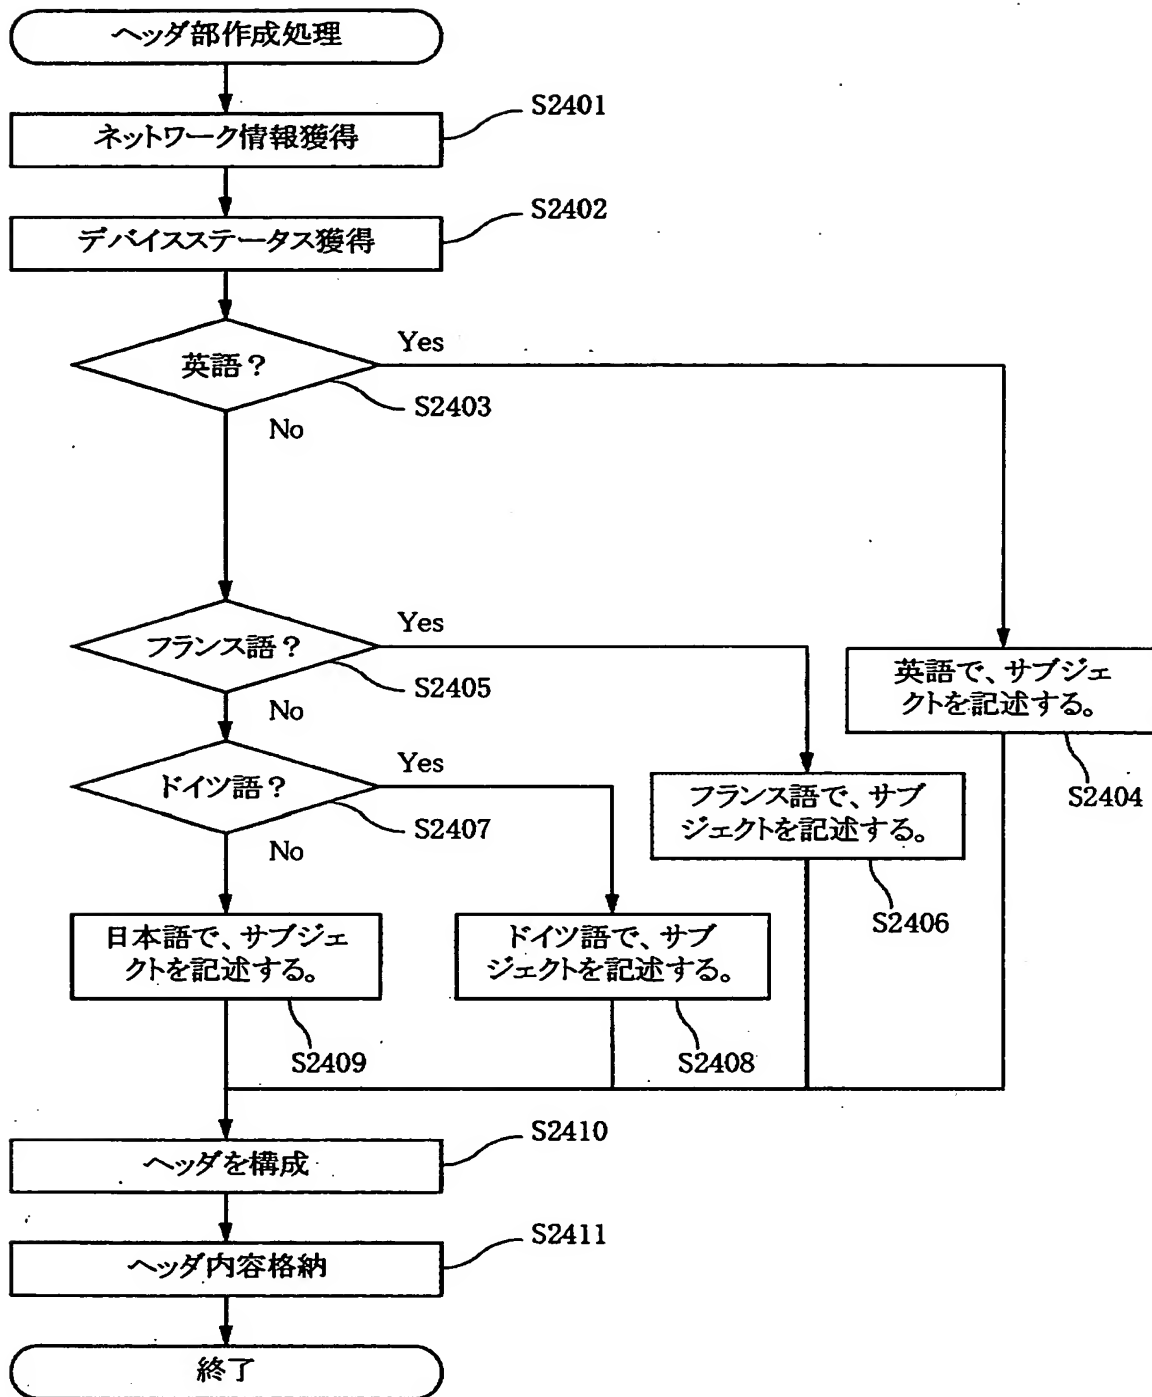 ヘッダ部作成処理
S2401
ネットワーク情報獲得
S2402
デバイスステータス獲得
Yes
英語？
S2403
No
Yes
フランス語？
S2405
No
英語で、サブジェ
クトを記述する。
S2404
Yes
ドイツ語？
S2407
No
フランス語で、サブ
ジェクトを記述する。
S2406
日本語で、サブジェ
クトを記述する。
S2409
ドイツ語で、サブ
ジェクトを記述する。
S2408
S2410
ヘッダを構成
S2411
ヘッダ内容格納
終了